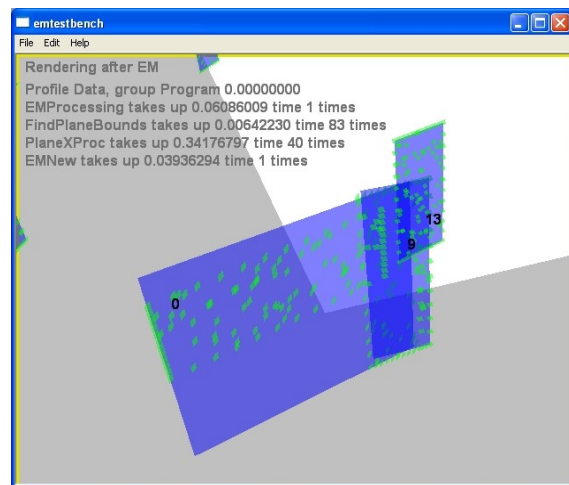 emtestbench
File Edit Help
Rendering after EM
Profile Data, group Program 0.00000000
EMProcessing takes up 0.06086009 time 1 times
FindPlaneBounds takes up 0.00642230 time 83 times
PlaneXProc takes up 0.34176797 time 40 times
EMNew takes up 0.03936294 time 1 times
13
9
0